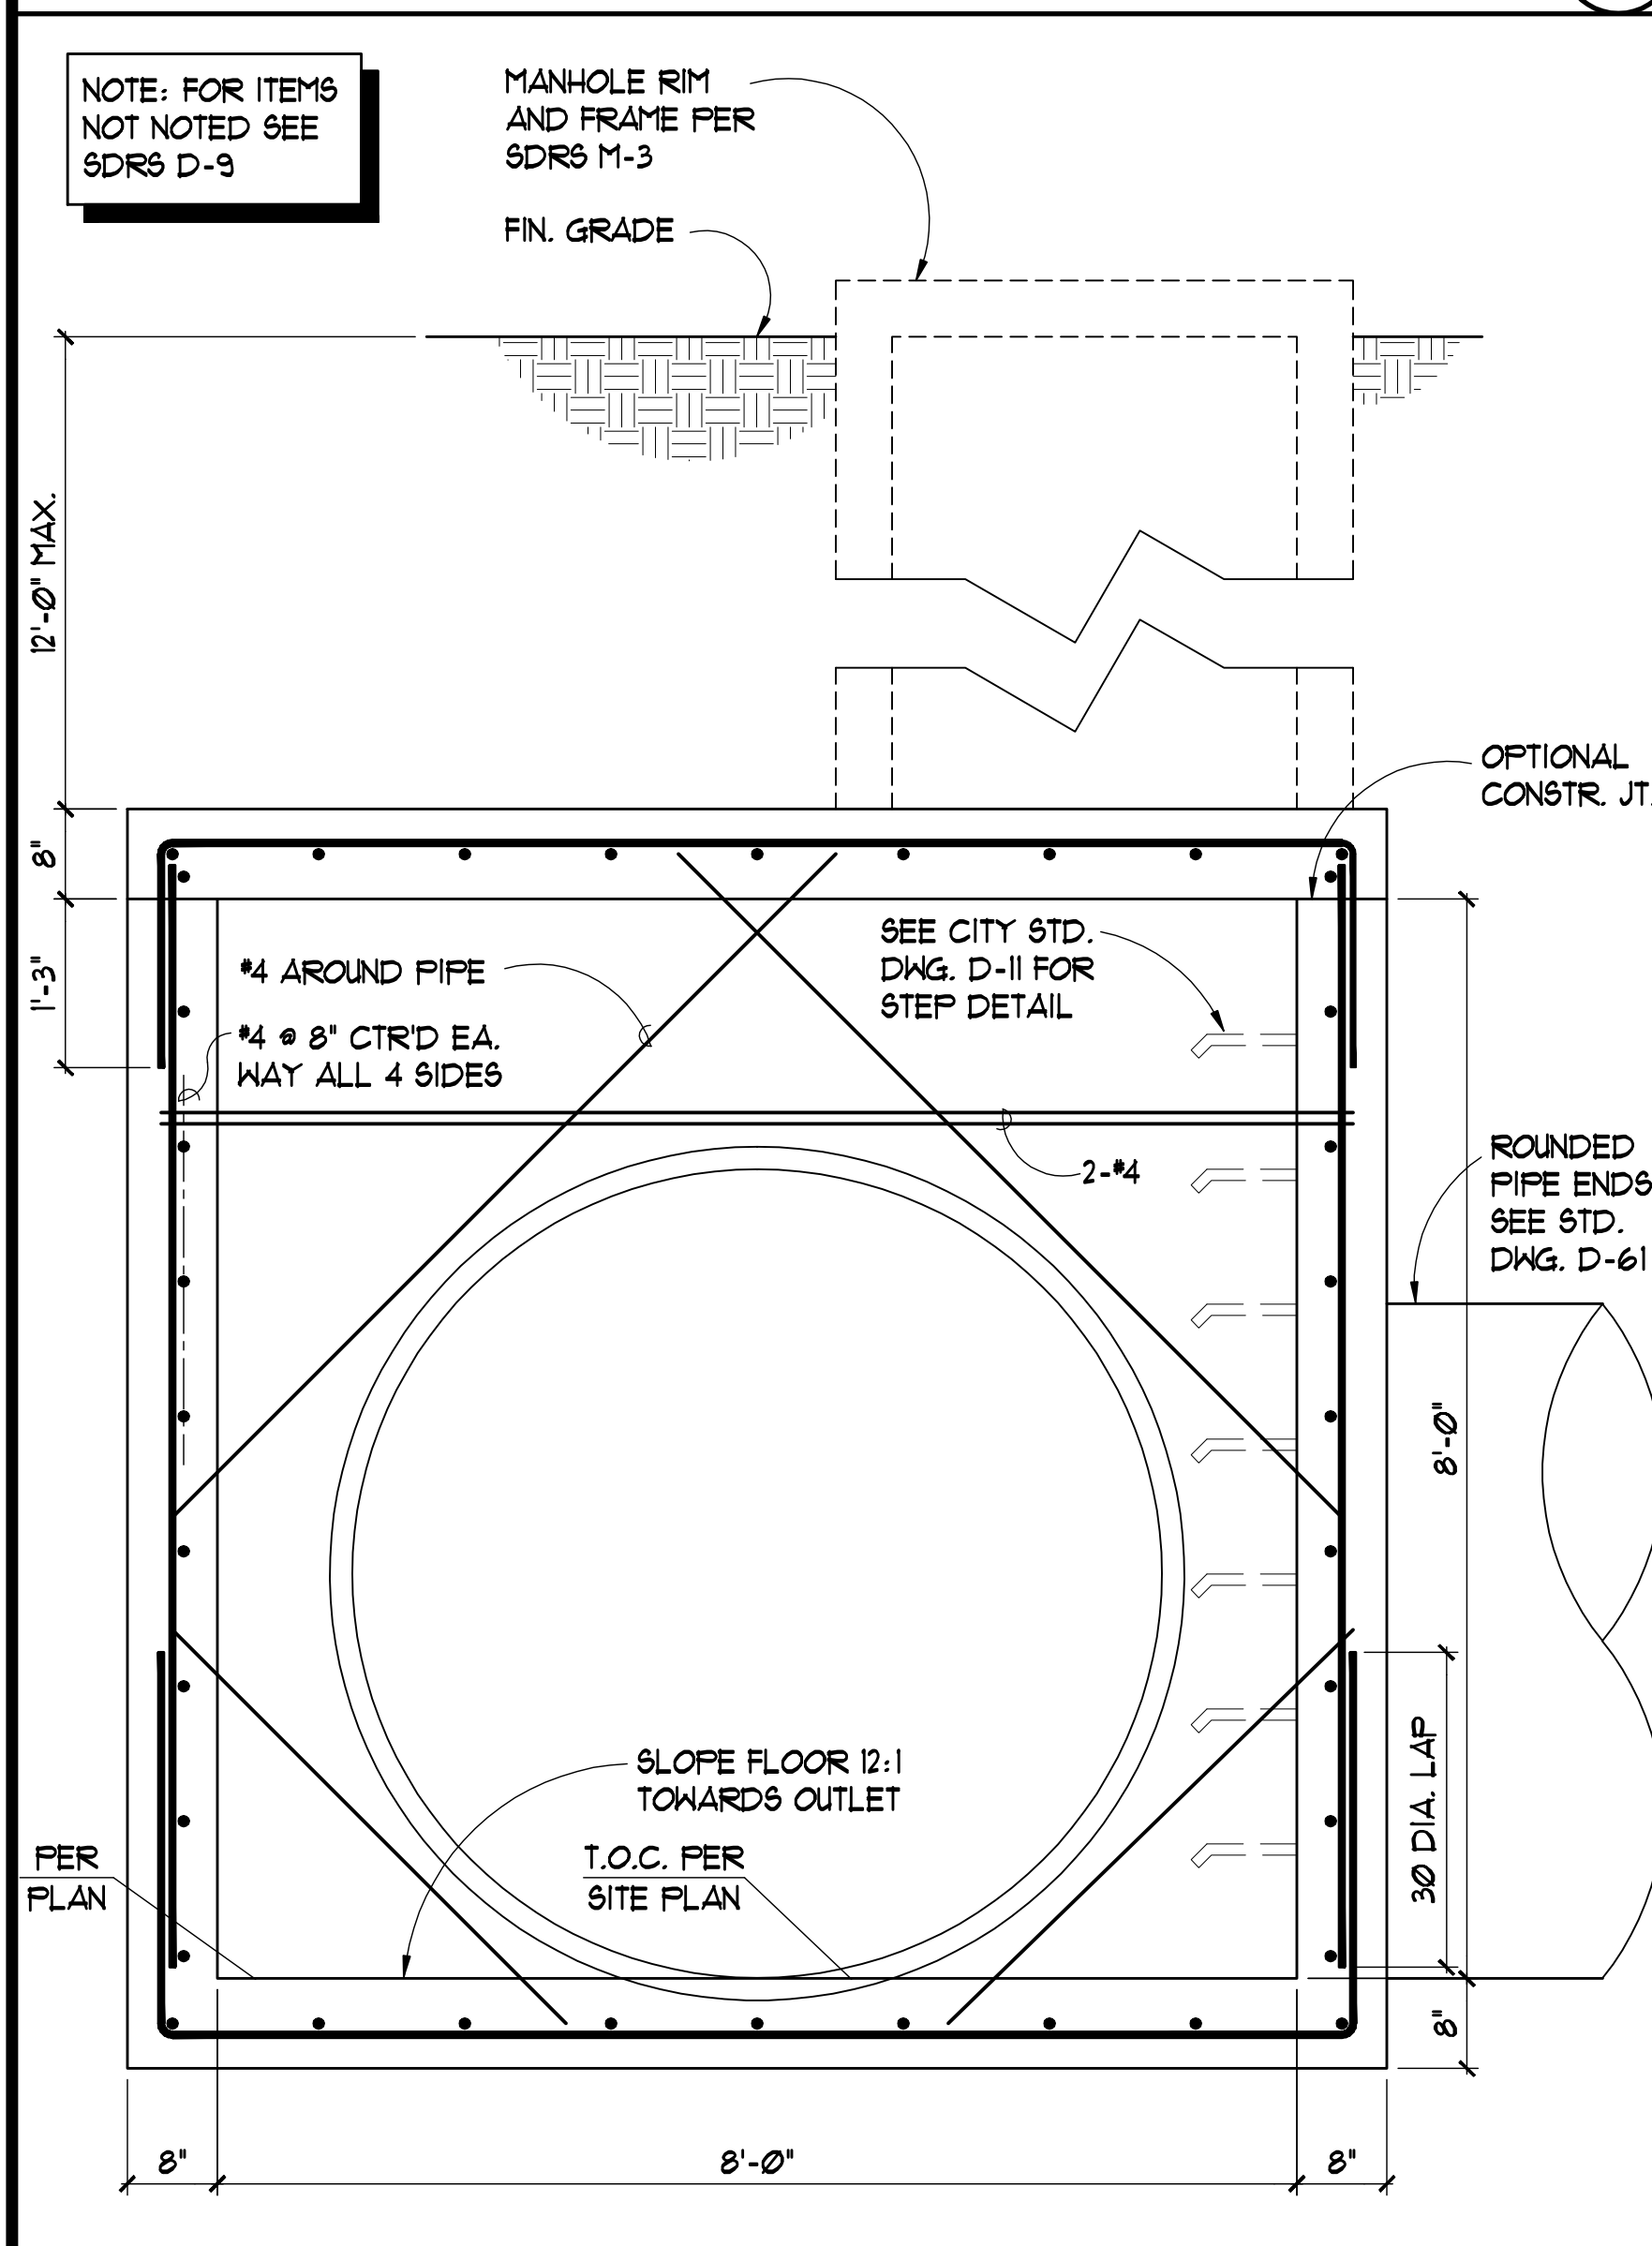 NOTE: FOR ITEMS
NOT NOTED SEE
SDRS D-9
MANHOLE RIM
AND FRAME PER
SDRS M-3
FIN. GRADE
12'-0" MAX.
8"
1'-3"
OPTIONAL
CONSTR. JT.
#4 AROUND PIPE
#4 @ 8" CTR'D EA.
WAY ALL 4 SIDES
SEE CITY STD.
DWG. D-11 FOR
STEP DETAIL
2-#4
ROUNDED
PIPE ENDS
SEE STD.
DWG. D-61
8'-0"
30 DIA. LAP
8"
SLOPE FLOOR 12:1
TOWARDS OUTLET
T.O.C. PER
SITE PLAN
PER
PLAN
8"
8'-0"
8"